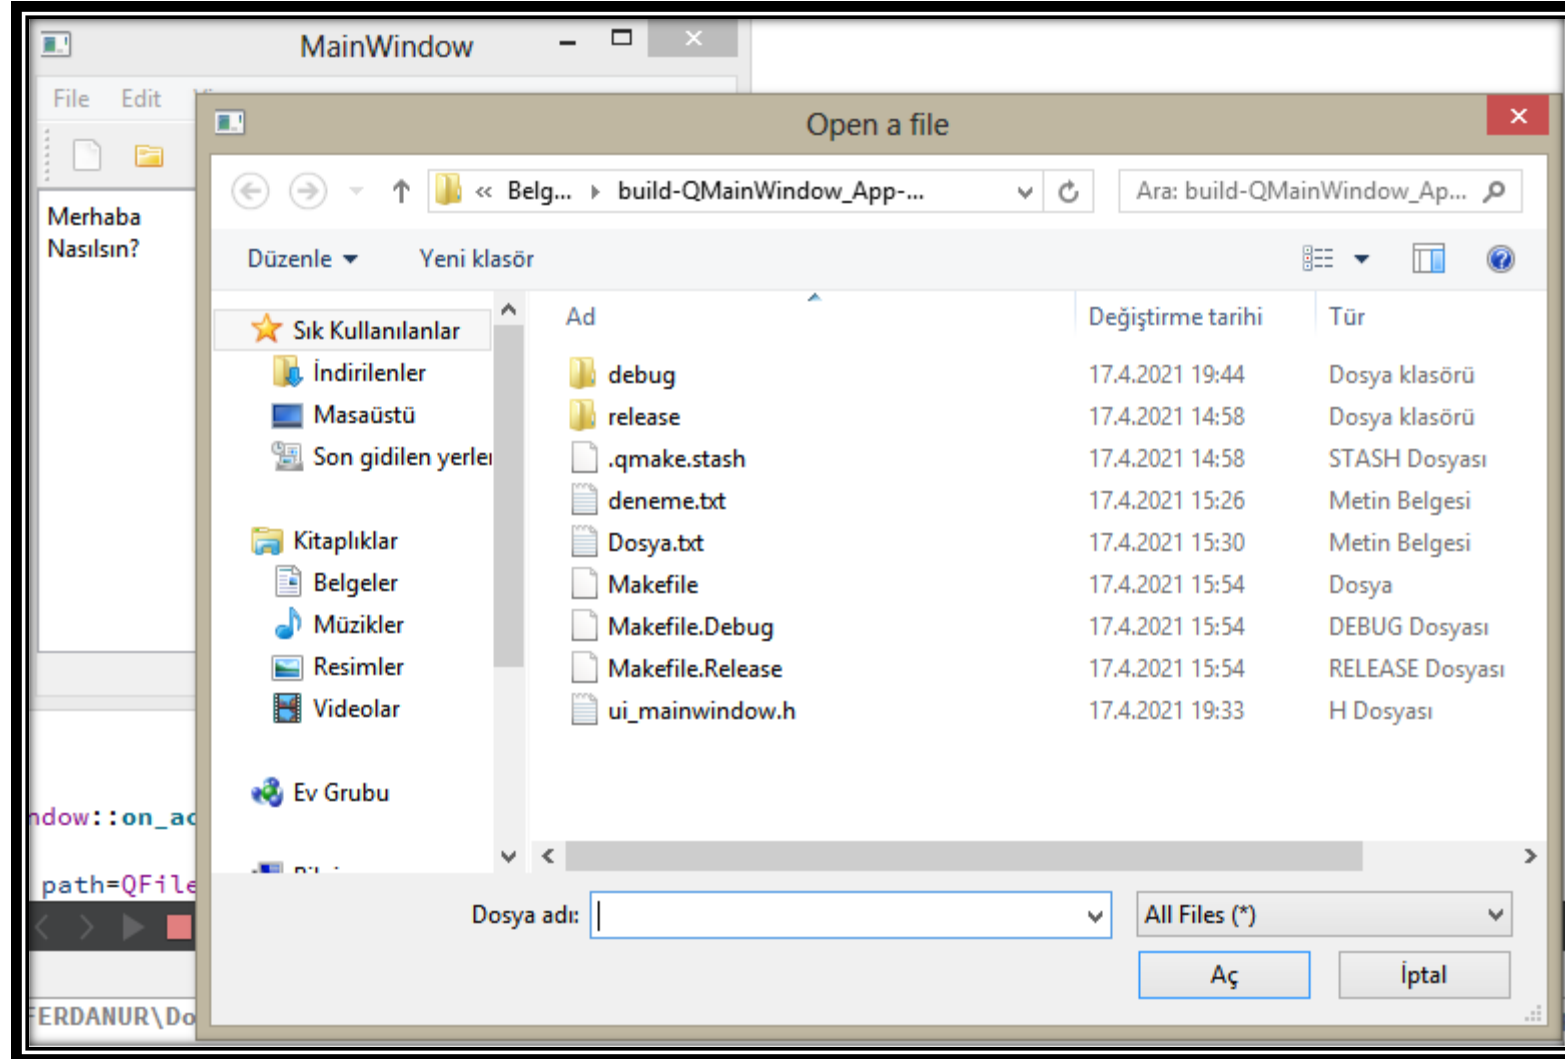 MainWindow
File Edit
Open a file
« Belg... build-QMainWindow_App-...
Ara: build-QMainWindow_Ap...
Merhaba
Nasılsın?
Düzenle Yeni klasör
Ad Değiştirme tarihi Tür
Sık Kullanılanlar
İndirilenler
Masaüstü
Son gidilen yerler
Kitaplıklar
Belgeler
Müzikler
Resimler
Videolar
Ev Grubu
debug 17.4.2021 19:44 Dosya klasörü
release 17.4.2021 14:58 Dosya klasörü
.qmake.stash 17.4.2021 14:58 STASH Dosyası
deneme.txt 17.4.2021 15:26 Metin Belgesi
Dosya.txt 17.4.2021 15:30 Metin Belgesi
Makefile 17.4.2021 15:54 Dosya
Makefile.Debug 17.4.2021 15:54 DEBUG Dosyası
Makefile.Release 17.4.2021 15:54 RELEASE Dosyası
ui_mainwindow.h 17.4.2021 19:33 H Dosyası
ndow::on_ac
path=QFile
Dosya adı: All Files (*)
Aç İptal
FERDANUR\Do